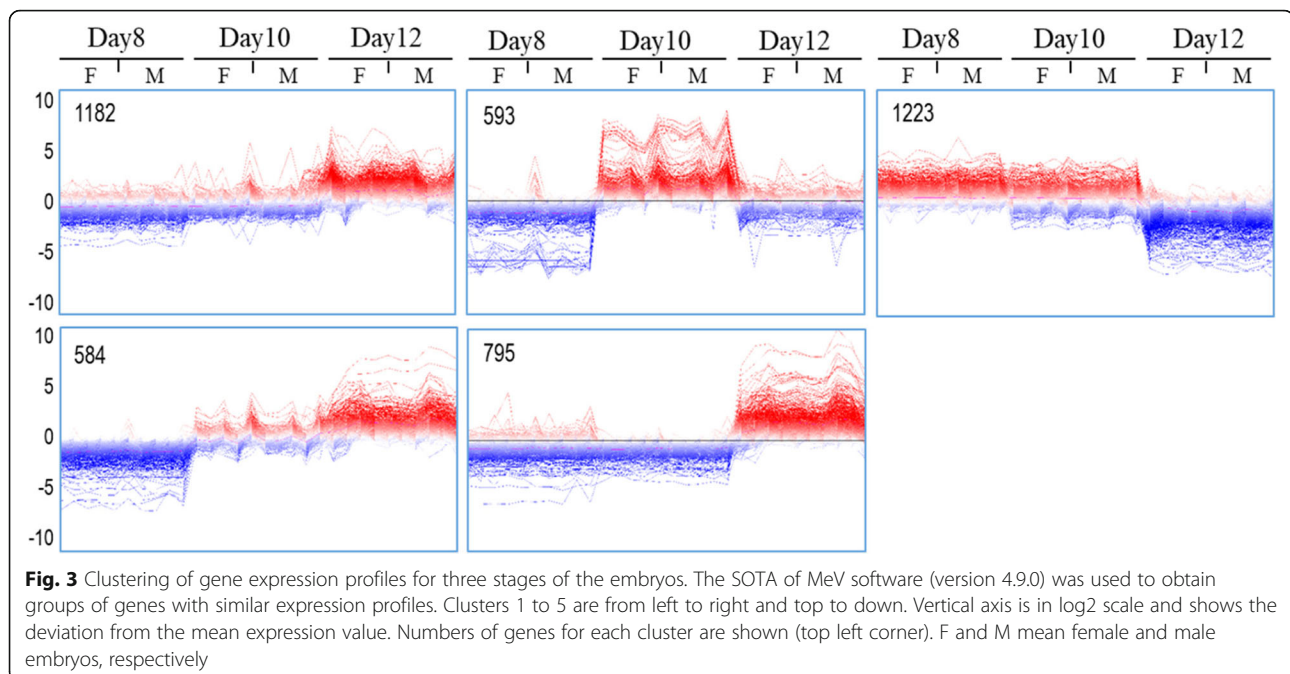 Day8 Day10 Day12 Day8 Day10 Day12 Day8 Day10 Day12
F M F M F M F M F M F M F M F M F M
10 1182 593 1223
5
0
-5
-10
10 584 795
5
0
-5
-10
Fig. 3 Clustering of gene expression profiles for three stages of the embryos. The SOTA of MeV software (version 4.9.0) was used to obtain
groups of genes with similar expression profiles. Clusters 1 to 5 are from left to right and top to down. Vertical axis is in log2 scale and shows the
deviation from the mean expression value. Numbers of genes for each cluster are shown (top left corner). F and M mean female and male
embryos, respectively